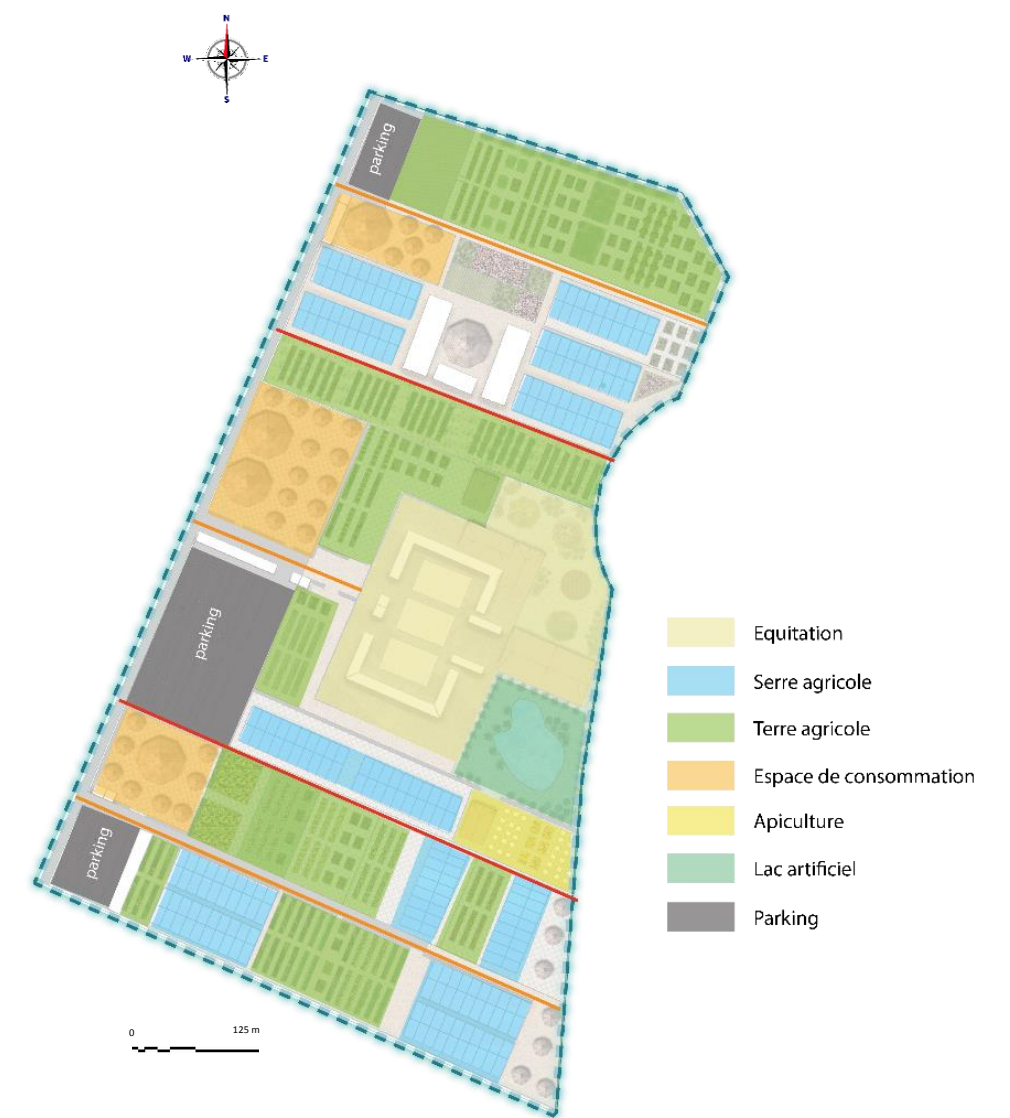 N
W
E
S
parking
parking
parking
Equitation
Serre agricole
Terre agricole
Espace de consommation
Apiculture
Lac artificiel
Parking
0
125 m